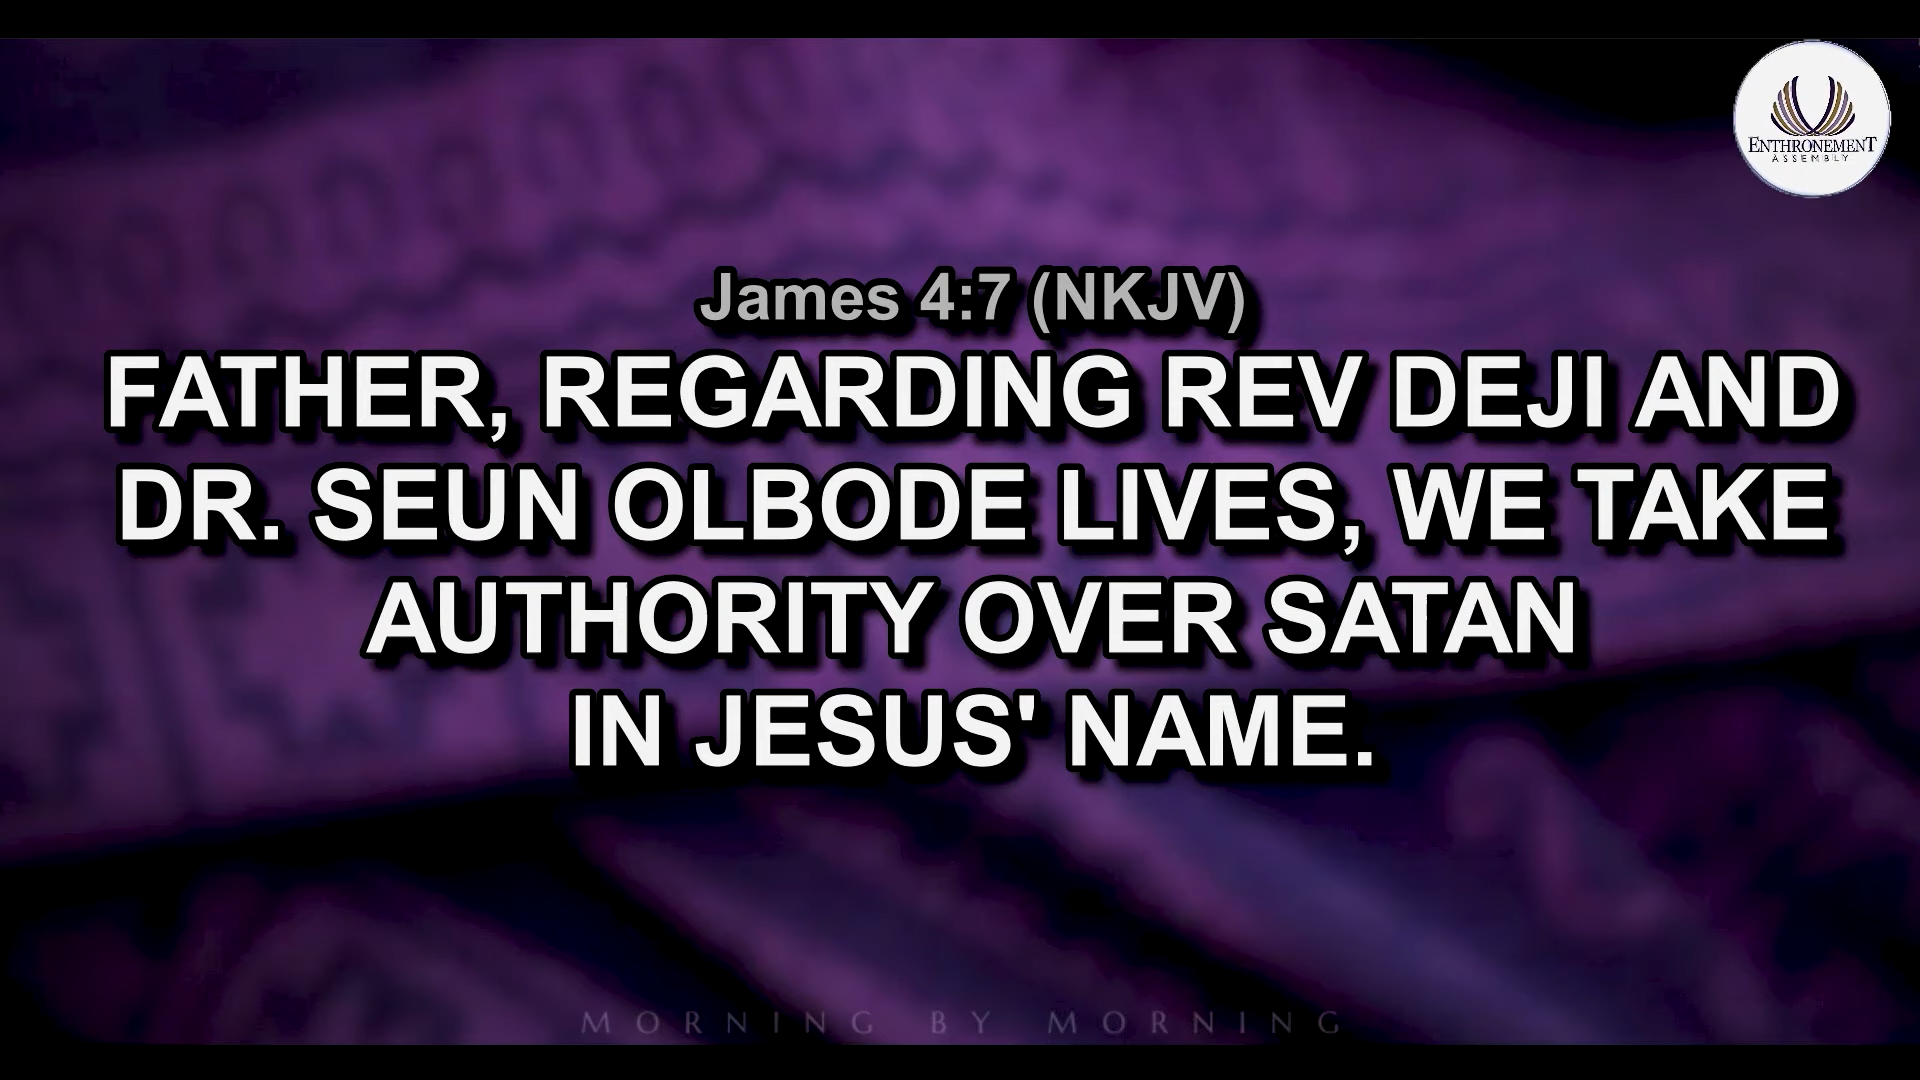 ENTHRONEMENT
ASSEMBLY
James 4:7 (NKJV)
FATHER, REGARDING REV DEJI AND
DR. SEUN OLBODE LIVES, WE TAKE
AUTHORITY OVER SATAN
IN JESUS' NAME.
MORNING BY MORNING